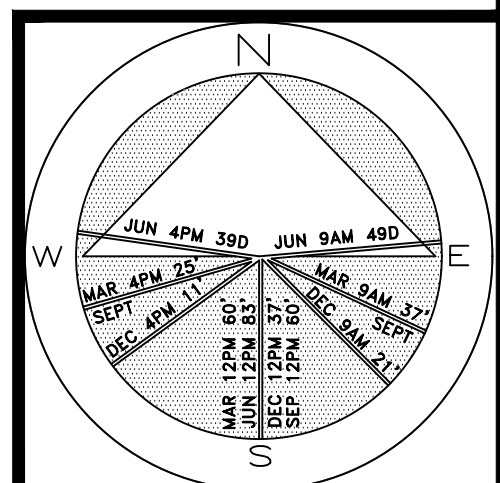 N
JUN 4PM 39D
JUN 9AM 49D
W
E
MAR 4PM 25'
SEPT
DEC 4PM 11'
MAR 12PM 60'
JUN 12PM 83'
DEC 12PM 37'
SEP 12PM 60'
MAR 9AM 37'
SEPT
DEC 9AM 21'
S